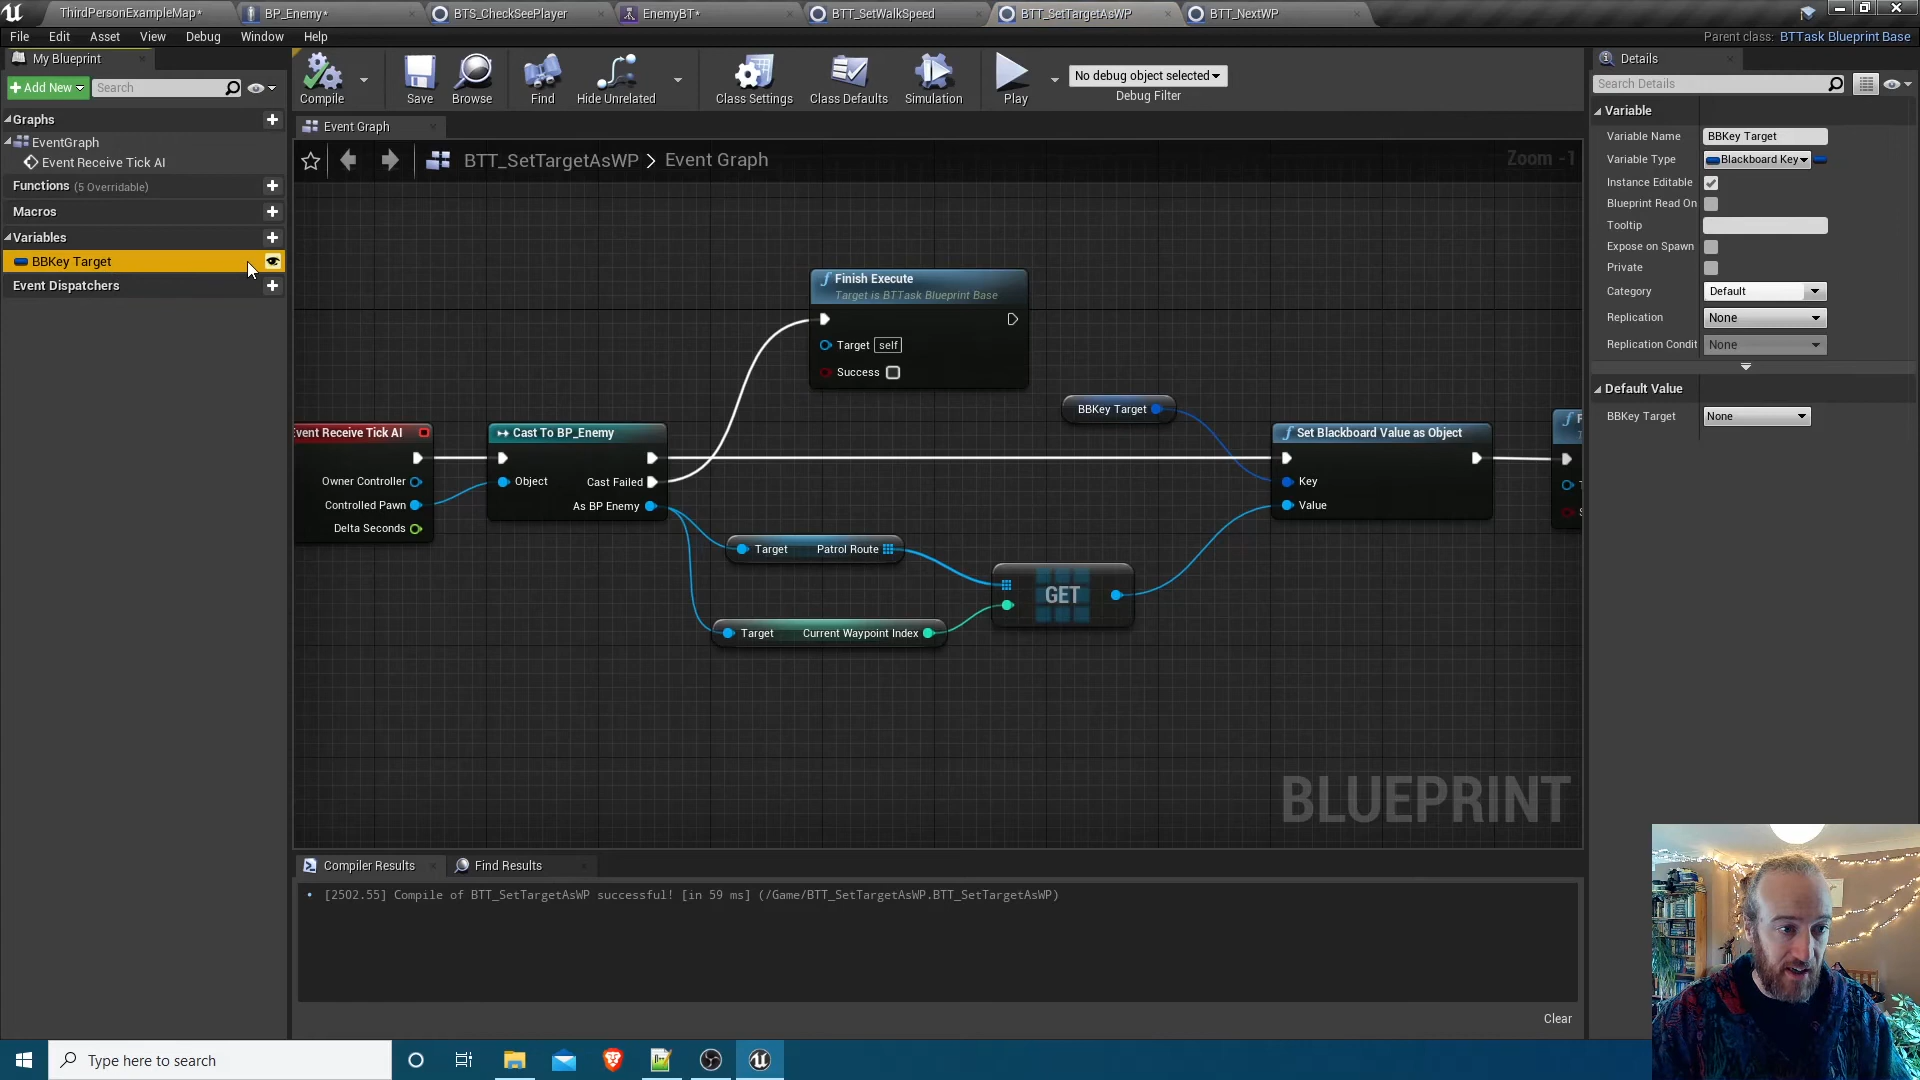 ThirdPersonExampleMap*
BP_Enemy*
BTS_CheckSeePlayer
EnemyBT*
BTT_SetWalkSpeed
BTT_SetTargetAsWP
BTT_NextWP
File Edit Asset View Debug Window Help
Parent class: BTTask Blueprint Base
My Blueprint
Add New
Search
Graphs
EventGraph
Event Receive Tick AI
Functions (5 Overridable)
Macros
Variables
BBKey Target
Event Dispatchers
Compile
Save
Browse
Find
Hide Unrelated
Class Settings
Class Defaults
Simulation
Play
No debug object selected
Debug Filter
Event Graph
BTT_SetTargetAsWP > Event Graph
Zoom -1
Finish Execute
Target is BTTask Blueprint Base
Target self
Success
BBKey Target
Event Receive Tick AI
Owner Controller
Controlled Pawn
Delta Seconds
Cast To BP_Enemy
Object
Cast Failed
As BP Enemy
Target Patrol Route
Target Current Waypoint Index
GET
Set Blackboard Value as Object
Key
Value
BLUEPRINT
Compiler Results
Find Results
[2502.55] Compile of BTT_SetTargetAsWP successful! [in 59 ms] (/Game/BTT_SetTargetAsWP.BTT_SetTargetAsWP)
Clear
Details
Search Details
Variable
Variable Name BBKey Target
Variable Type Blackboard Key
Instance Editable
Blueprint Read On
Tooltip
Expose on Spawn
Private
Category Default
Replication None
Replication Condit None
Default Value
BBKey Target None
Type here to search